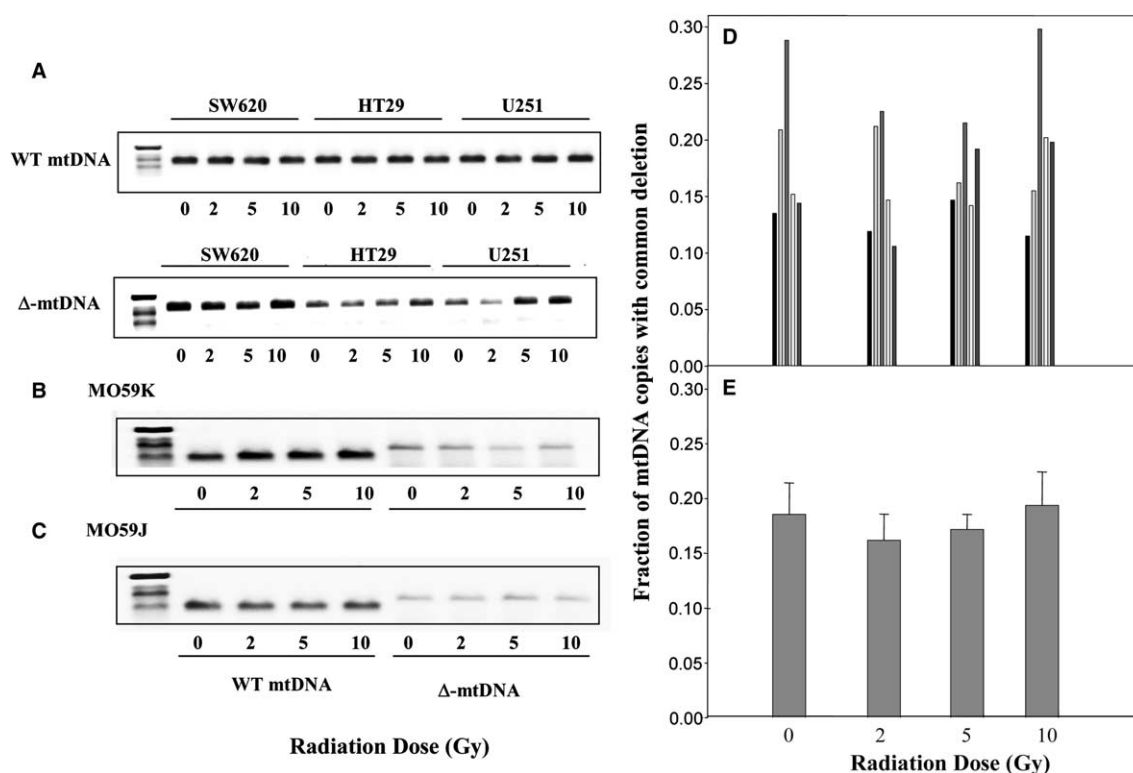 A
SW620 HT29 U251
WT mtDNA
0 2 5 10 0 2 5 10 0 2 5 10
SW620 HT29 U251
Δ-mtDNA
0 2 5 10 0 2 5 10 0 2 5 10
B MO59K
0 2 5 10 0 2 5 10
C MO59J
0 2 5 10 0 2 5 10
WT mtDNA Δ-mtDNA
Radiation Dose (Gy)
Fraction of mtDNA copies with common deletion
D
0.30
0.25
0.20
0.15
0.10
0.05
0.00
E
0.30
0.25
0.20
0.15
0.10
0.05
0.00
0 2 5 10
Radiation Dose (Gy)